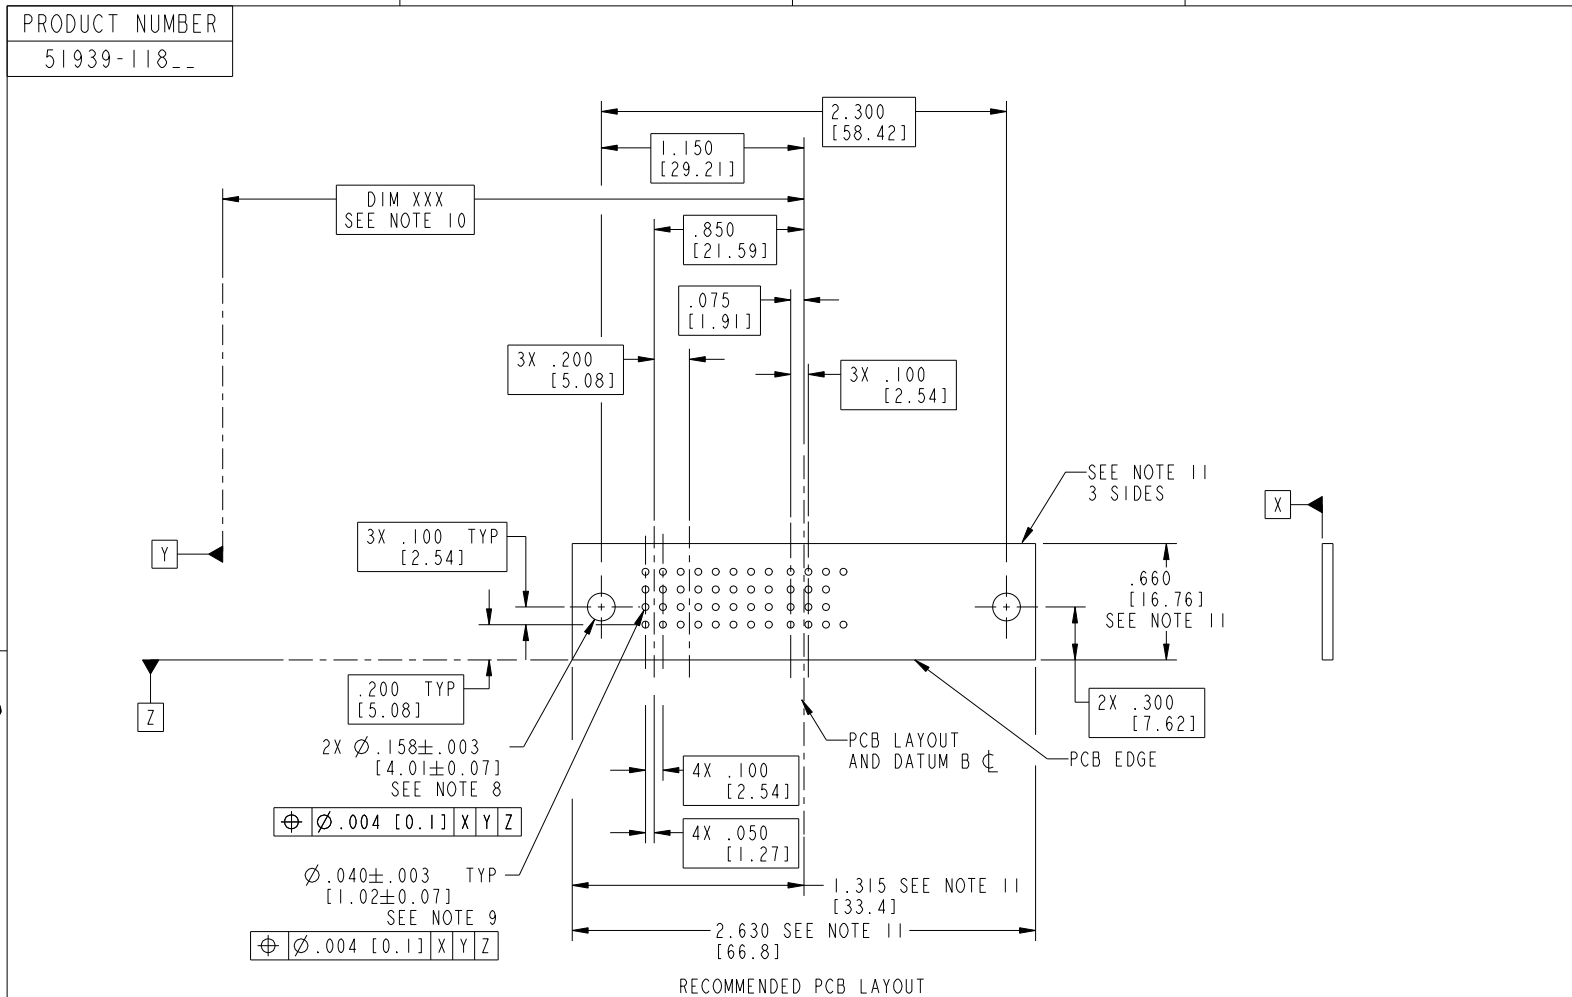 PRODUCT NUMBER
51939-118__
2.300
[58.42]
1.150
[29.21]
DIM XXX
SEE NOTE 10
.850
[21.59]
.075
[1.91]
3X .200
[5.08]
3X .100
[2.54]
SEE NOTE 11
3 SIDES
X
3X .100 TYP
[2.54]
Y
.660
[16.76]
SEE NOTE 11
.200 TYP
[5.08]
Z
2X .300
[7.62]
2X Ø.158±.003
[4.01±0.07]
SEE NOTE 8
PCB LAYOUT
AND DATUM B ℄
PCB EDGE
4X .100
[2.54]
⌖ Ø.004 [0.1] X Y Z
4X .050
[1.27]
Ø.040±.003 TYP
[1.02±0.07]
SEE NOTE 9
1.315 SEE NOTE 11
[33.4]
⌖ Ø.004 [0.1] X Y Z
2.630 SEE NOTE 11
[66.8]
RECOMMENDED PCB LAYOUT